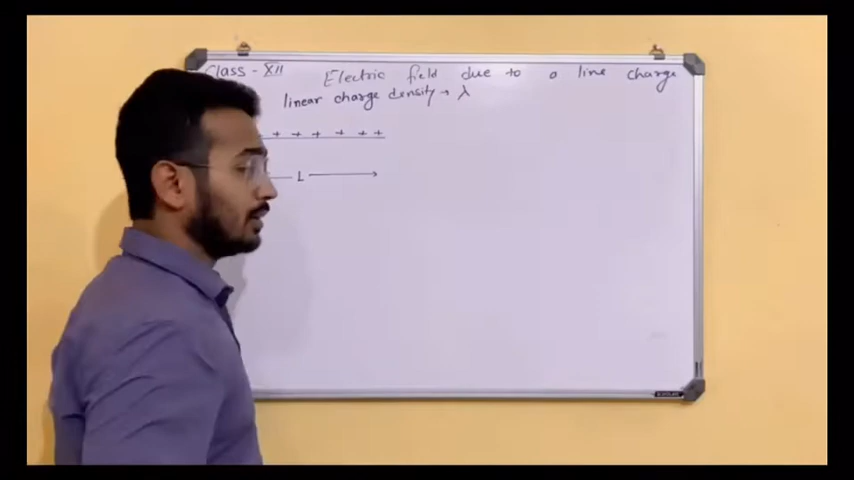 Class - XII Electric field due to a line charge
linear charge density → λ
+ + + + + +
L